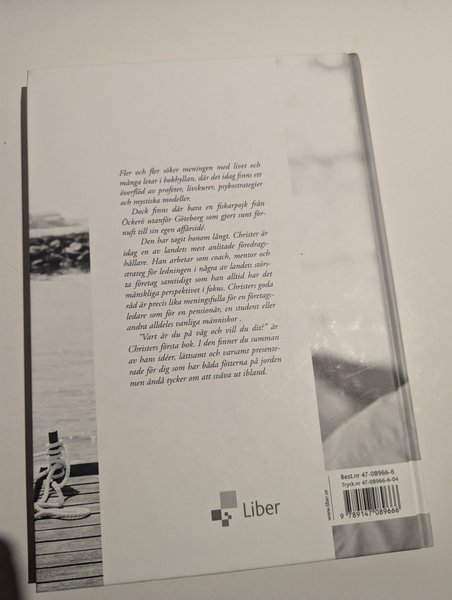 Fler och fler söker meningen med livet och
många letar i bokhyllan, där det idag finns ett
överflöd av profeter, livskurer, psykostrategier
och mystiska modeller.
Dock finns där bara en fiskarpojk från
Öckerö utanför Göteborg som gjort sunt för-
nuft till sin egen affärsidé.
Den har tagit honom långt. Christer är
idag en av landets mest anlitade föredrags-
hållare. Han arbetar som coach, mentor och
strateg för ledningen i några av landets störs-
ta företag samtidigt som han alltid har det
mänskliga perspektivet i fokus. Christers goda
råd är precis lika meningsfulla för en företags-
ledare som för en pensionär, en student eller
andra alldeles vanliga människor .
"Vart är du på väg och vill du dit?" är
Christers första bok. I den finner du summan
av hans idéer, lättsamt och varsamt presente-
rade för dig som har båda fötterna på jorden
men ändå tycker om att sväva ut ibland.
Liber
www.liber.se
Best.nr 47-08966-6
Tryck.nr 47-08966-6-04
9 789147 089666